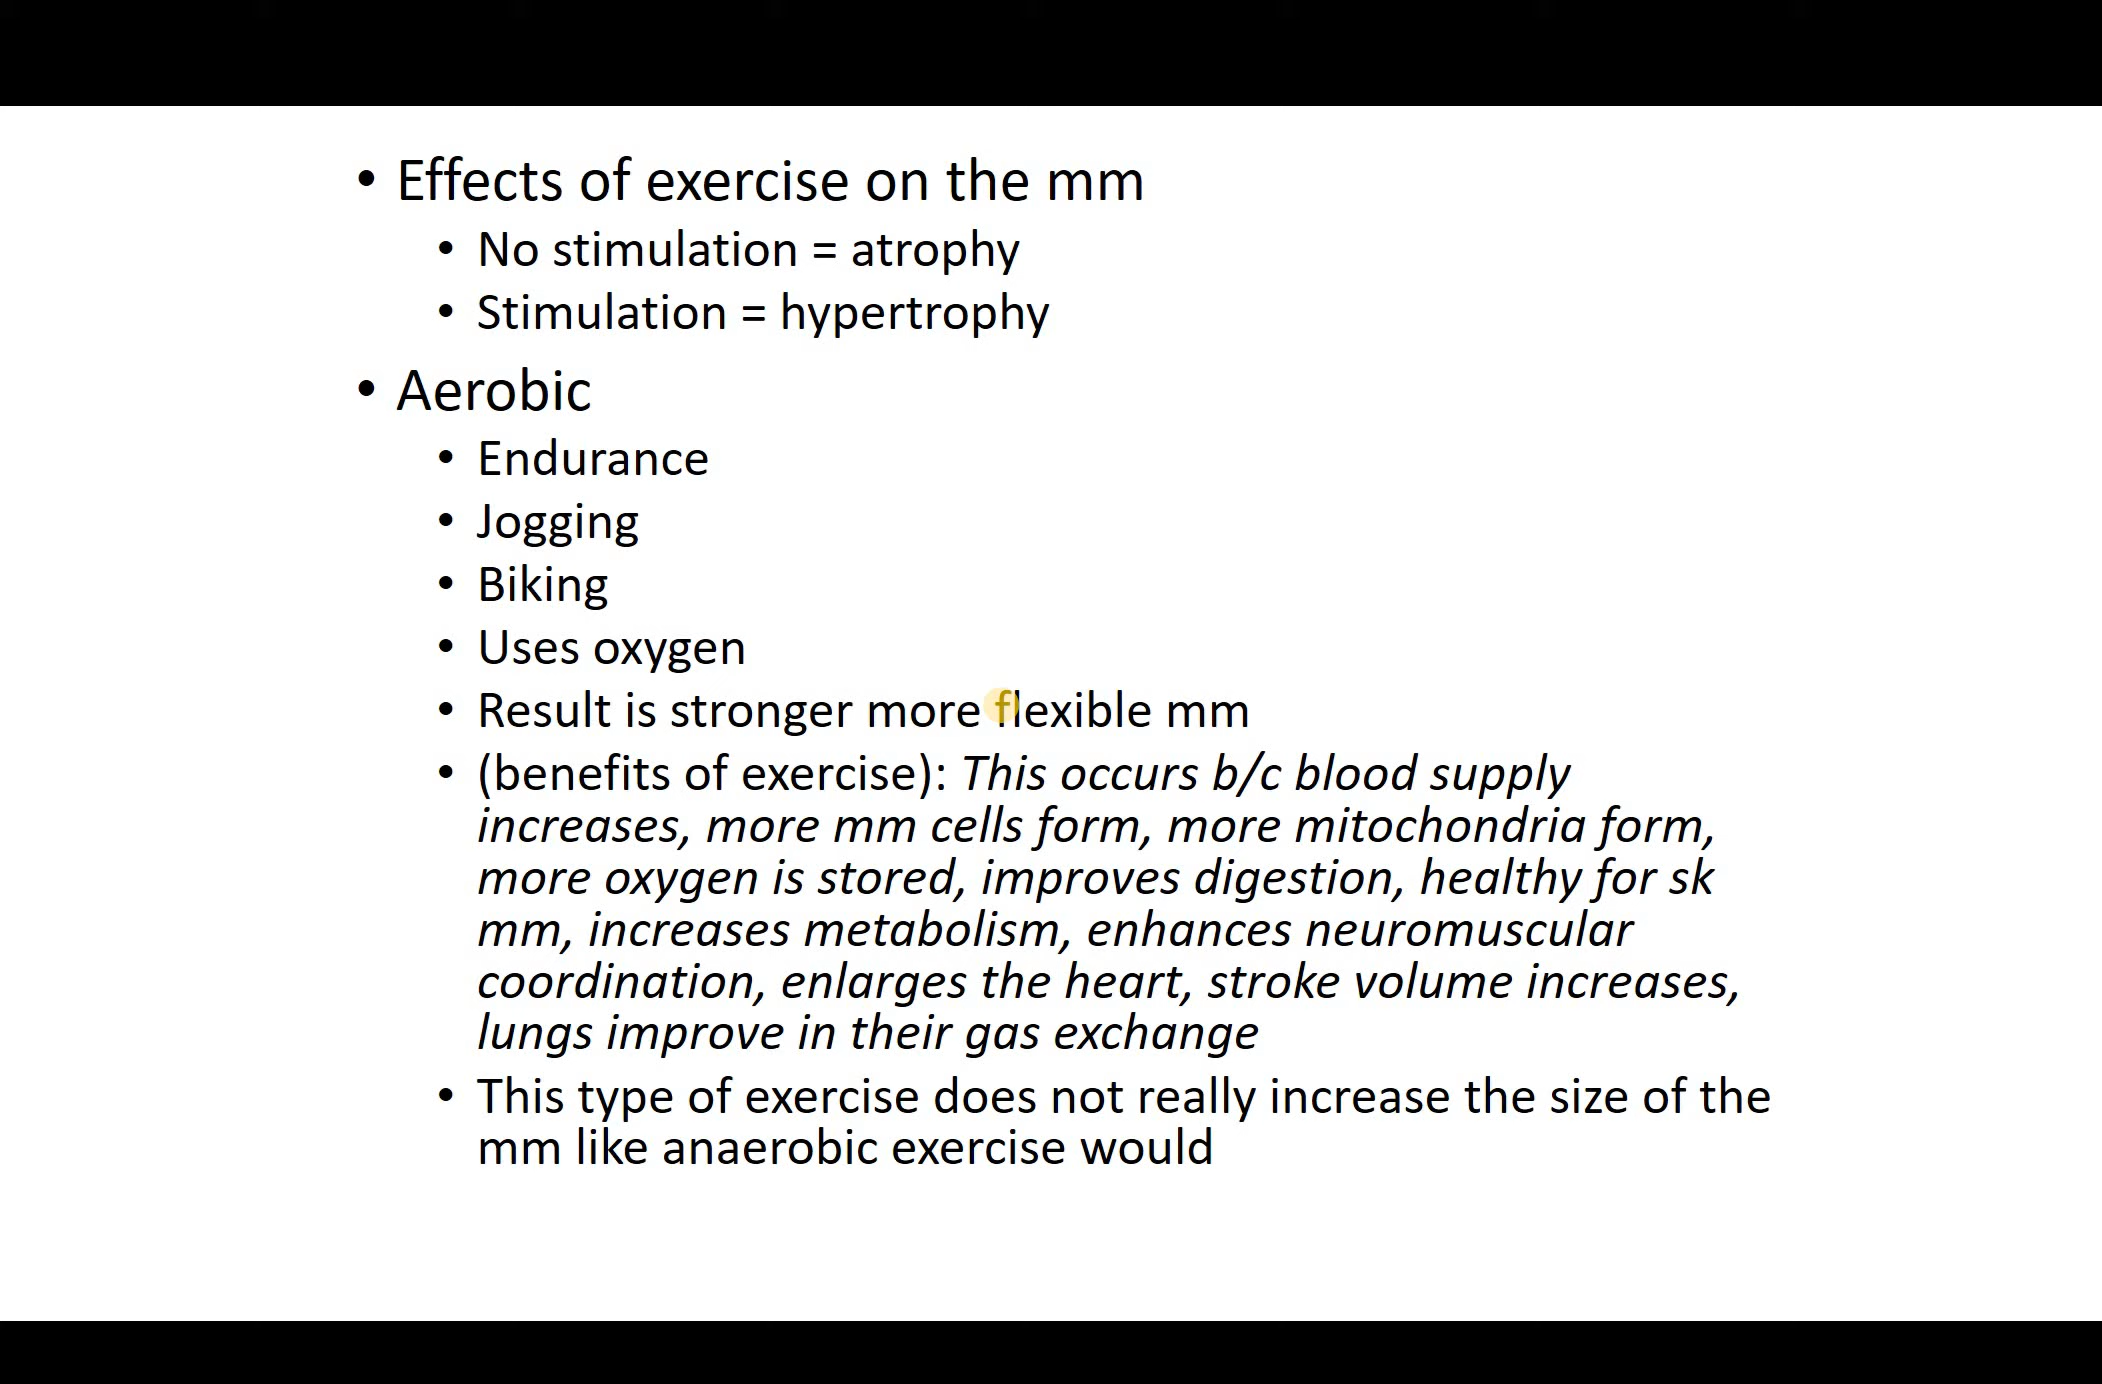 • Effects of exercise on the mm
• No stimulation = atrophy
• Stimulation = hypertrophy
• Aerobic
• Endurance
• Jogging
• Biking
• Uses oxygen
• Result is stronger more flexible mm
• (benefits of exercise): This occurs b/c blood supply
increases, more mm cells form, more mitochondria form,
more oxygen is stored, improves digestion, healthy for sk
mm, increases metabolism, enhances neuromuscular
coordination, enlarges the heart, stroke volume increases,
lungs improve in their gas exchange
• This type of exercise does not really increase the size of the
mm like anaerobic exercise would